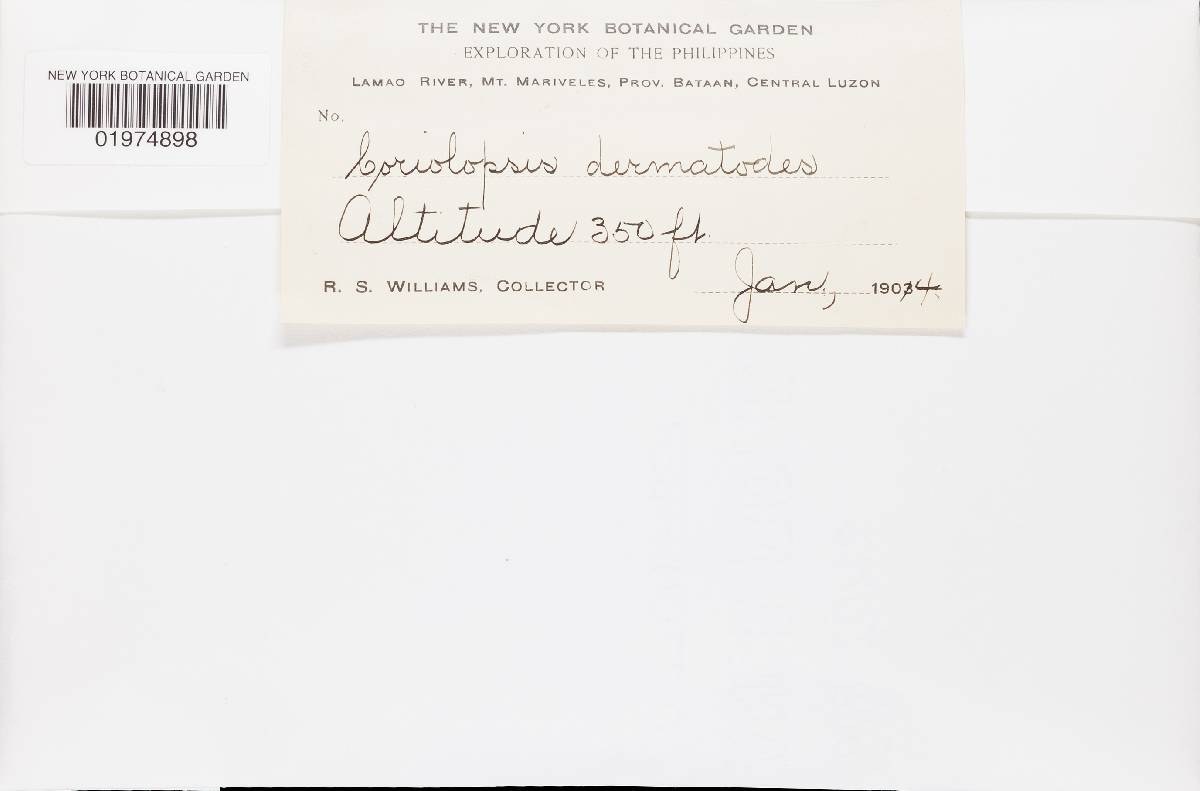 NEW YORK BOTANICAL GARDEN
01974898
THE NEW YORK BOTANICAL GARDEN
EXPLORATION OF THE PHILIPPINES
LAMAO RIVER, MT. MARIVELES, PROV. BATAAN, CENTRAL LUZON
No.
Coriolopsis dermatodes
Altitude 350 ft.
R. S. WILLIAMS, COLLECTOR Jan, 1904